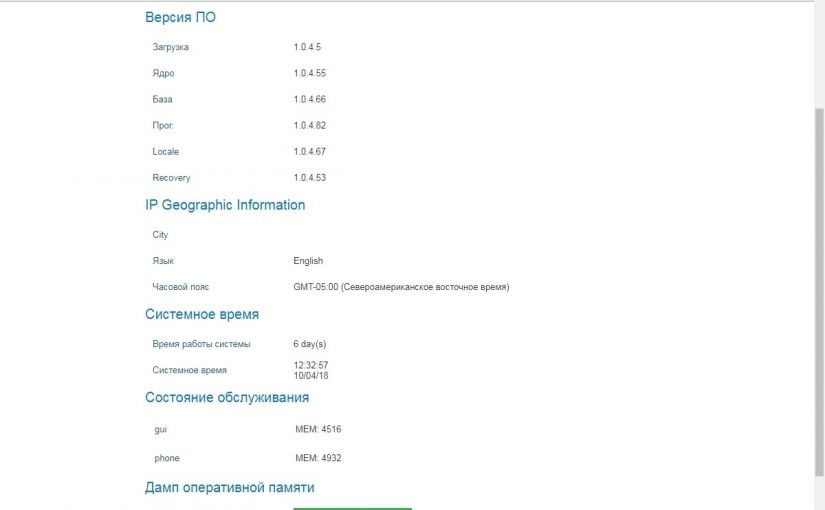 Версия ПО
Загрузка 1.0.4.5
Ядро 1.0.4.55
База 1.0.4.66
Прог. 1.0.4.82
Locale 1.0.4.67
Recovery 1.0.4.53
IP Geographic Information
City
Язык English
Часовой пояс GMT-05:00 (Североамериканское восточное время)
Системное время
Время работы системы 6 day(s)
Системное время 12:32:57
10/04/18
Состояние обслуживания
gui MEM: 4516
phone MEM: 4932
Дамп оперативной памяти